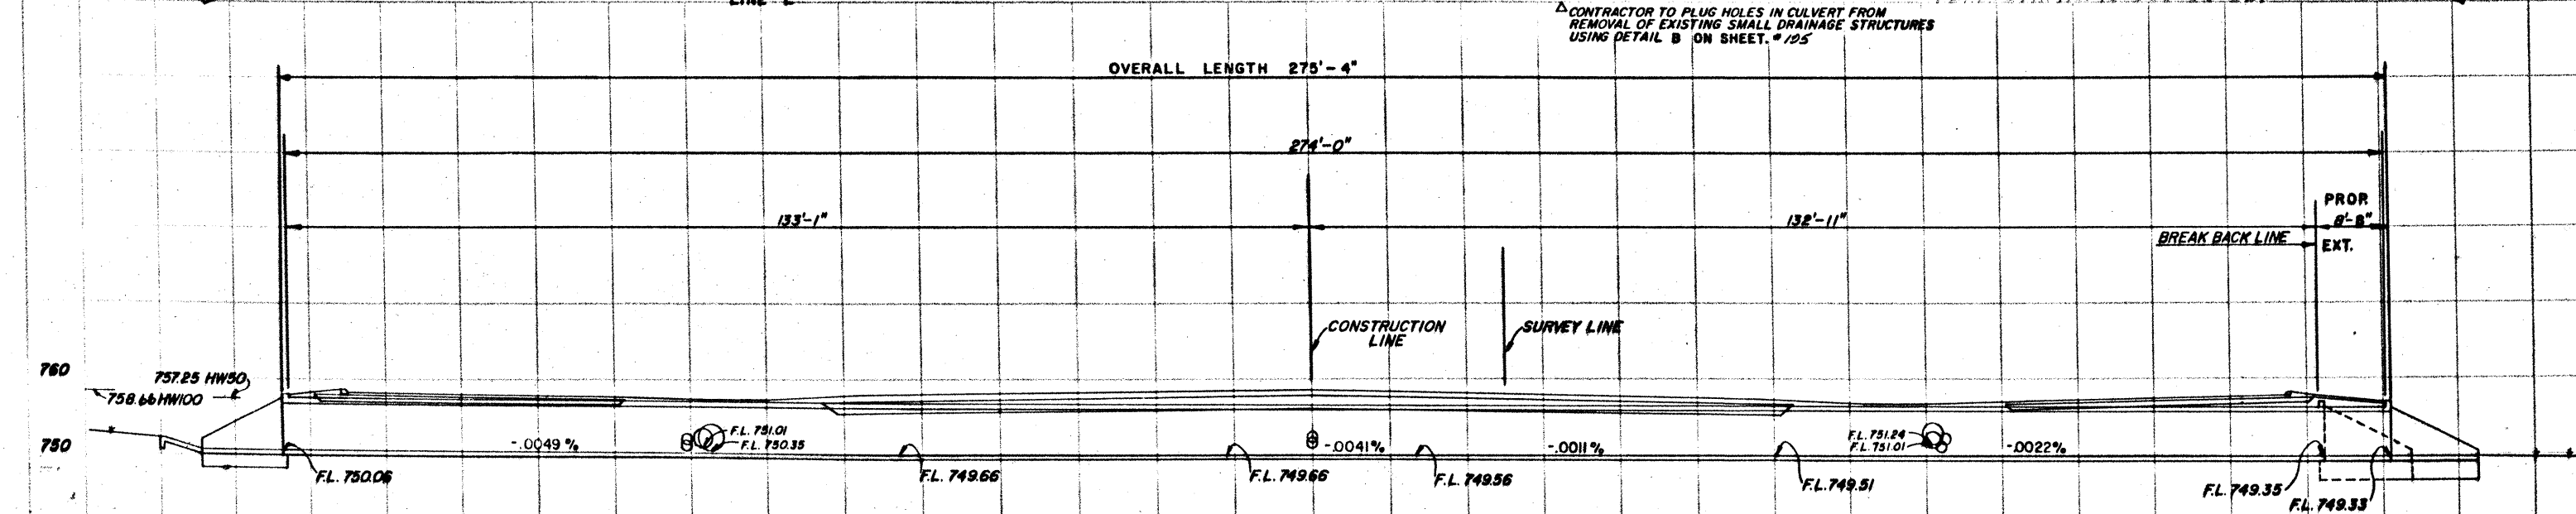 △ CONTRACTOR TO PLUG HOLES IN CULVERT FROM
REMOVAL OF EXISTING SMALL DRAINAGE STRUCTURES
USING DETAIL B ON SHEET. #195
OVERALL LENGTH 275'-4"
274'-0"
133'-1"
132'-11"
PROP.
8'-8"
EXT.
BREAK BACK LINE
CONSTRUCTION
LINE
SURVEY LINE
760
757.25 HW50
758.66 HW100
750
-.0049%
F.L. 751.01
F.L. 750.35
-.0041%
-.0011%
F.L. 751.24
F.L. 751.01
-.0022%
F.L. 750.06
F.L. 749.66
F.L. 749.66
F.L. 749.56
F.L. 749.51
F.L. 749.35
F.L. 749.33